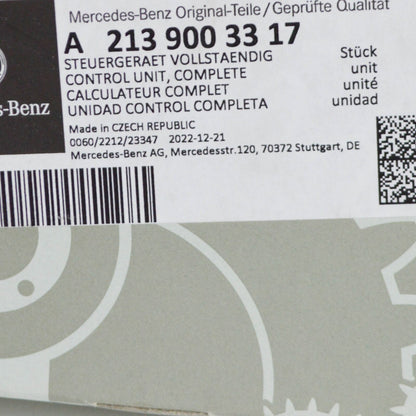 Mercedes-Benz Original-Teile/Geprüfte Qualität
A 213 900 33 17
STEUERGERAET VOLLSTAENDIG
CONTROL UNIT, COMPLETE
CALCULATEUR COMPLET
UNIDAD CONTROL COMPLETA
Stück
unit
unité
unidad
Made in CZECH REPUBLIC
0060/2212/23347 2022-12-21
Mercedes-Benz AG, Mercedesstr.120, 70372 Stuttgart, DE
s-Benz